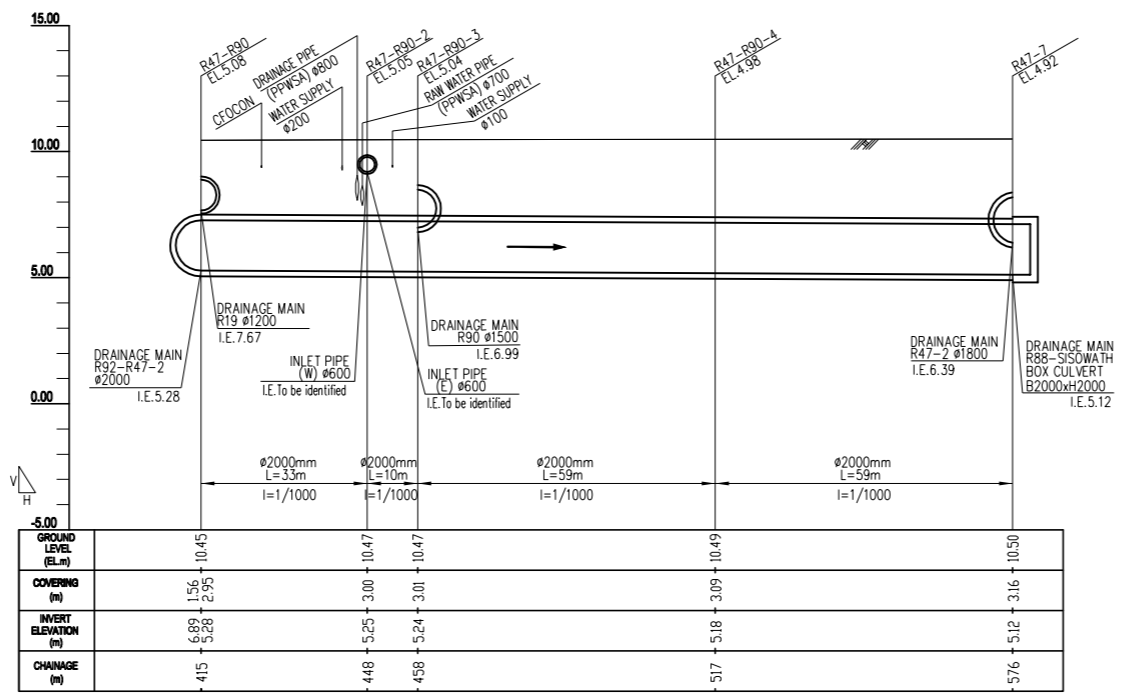 15.00
10.00
5.00
0.00
-5.00
V
H
R47-R90
EL.5.08
CFOCON
DRAINAGE PIPE
(PPWSA) ø800
WATER SUPPLY
ø200
R47-R90-2
EL.5.05
RAW WATER PIPE
(PPWSA) ø700
R47-R90-3
EL.5.04
WATER SUPPLY
ø100
R47-R90-4
EL.4.98
R47-7
EL.4.92
DRAINAGE MAIN
R92-R47-2
ø2000
I.E.5.28
DRAINAGE MAIN
R19 ø1200
I.E.7.67
INLET PIPE
(W) ø600
I.E.To be identified
INLET PIPE
(E) ø600
I.E.To be identified
DRAINAGE MAIN
R90 ø1500
I.E.6.99
DRAINAGE MAIN
R47-2 ø1800
I.E.6.39
DRAINAGE MAIN
R88-SISOWATH
BOX CULVERT
B2000xH2000
I.E.5.12
ø2000mm
L=33m
I=1/1000
ø2000mm
L=10m
I=1/1000
ø2000mm
L=59m
I=1/1000
ø2000mm
L=59m
I=1/1000
GROUND
LEVEL
(EL.m)
10.45
10.47
10.47
10.49
10.50
COVERING
(m)
1.56
2.95
3.00
3.01
3.09
3.16
INVERT
ELEVATION
(m)
6.89
5.28
5.25
5.24
5.18
5.12
CHAINAGE
(m)
415
448
458
517
576